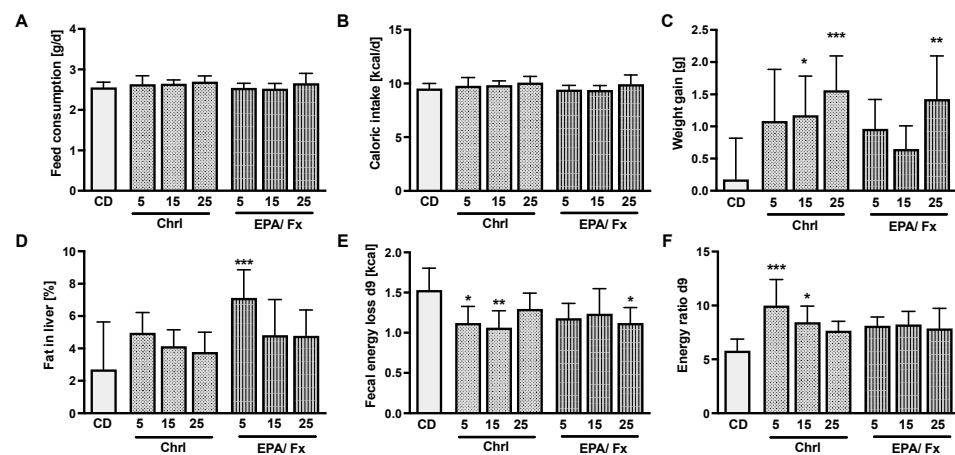 A
Feed consumption [g/d]
4
3
2
1
0
CD 5 15 25 5 15 25
Chrl EPA/ Fx
B
Caloric intake [kcal/d]
15
10
5
0
CD 5 15 25 5 15 25
Chrl EPA/ Fx
C
Weight gain [g]
2.5
2.0
1.5
1.0
0.5
0.0
* *** **
CD 5 15 25 5 15 25
Chrl EPA/ Fx
D
Fat in liver [%]
10
8
6
4
2
0
***
CD 5 15 25 5 15 25
Chrl EPA/ Fx
E
Fecal energy loss d9 [kcal]
2.0
1.5
1.0
0.5
0.0
* ** *
CD 5 15 25 5 15 25
Chrl EPA/ Fx
F
Energy ratio d9
15
10
5
0
*** *
CD 5 15 25 5 15 25
Chrl EPA/ Fx